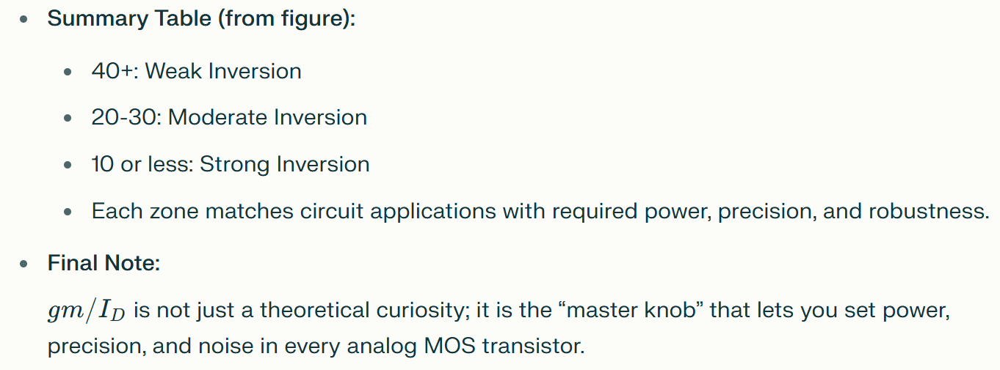 Summary Table (from figure):
40+: Weak Inversion
20-30: Moderate Inversion
10 or less: Strong Inversion
Each zone matches circuit applications with required power, precision, and robustness.
Final Note:
gm/I_D is not just a theoretical curiosity; it is the “master knob” that lets you set power,
precision, and noise in every analog MOS transistor.